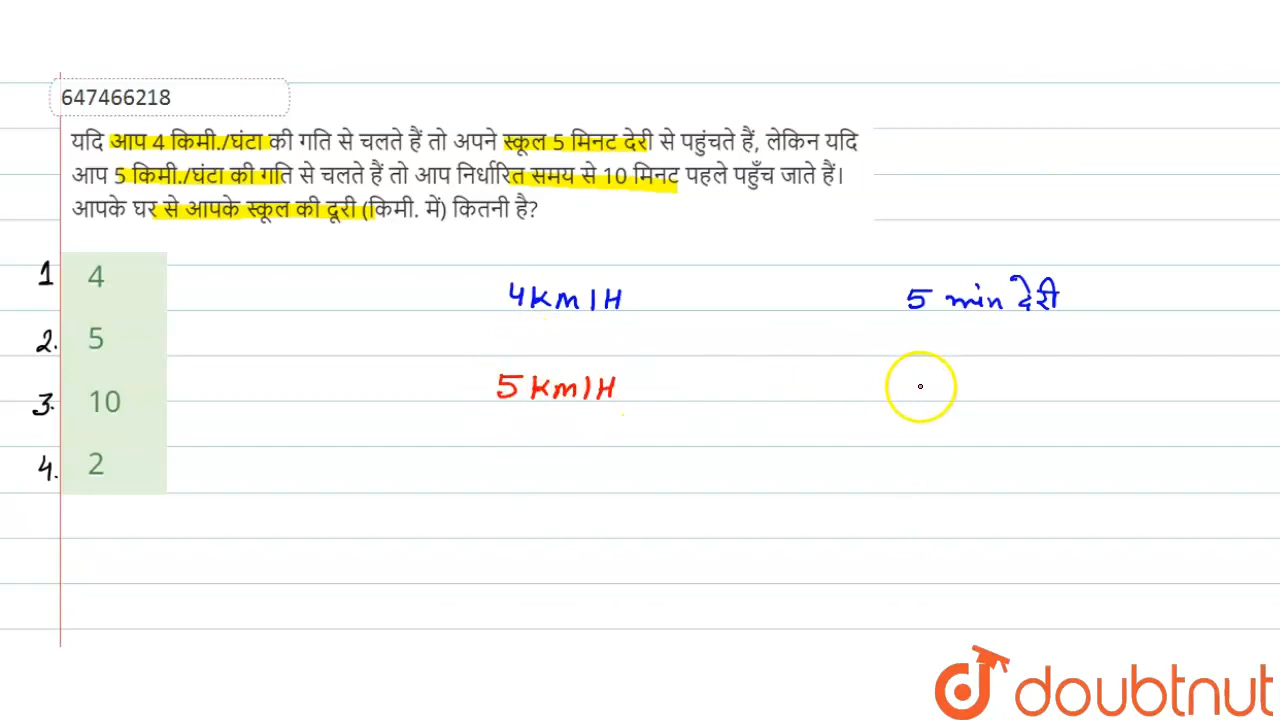 647466218
यदि आप 4 किमी./घंटा की गति से चलते हैं तो अपने स्कूल 5 मिनट देरी से पहुंचते हैं, लेकिन यदि
आप 5 किमी./घंटा की गति से चलते हैं तो आप निर्धारित समय से 10 मिनट पहले पहुँच जाते हैं।
आपके घर से आपके स्कूल की दूरी (किमी. में) कितनी है?
1 4
2. 5
3. 10
4. 2
4km/H 5 min देरी
5km/H
doubtnut